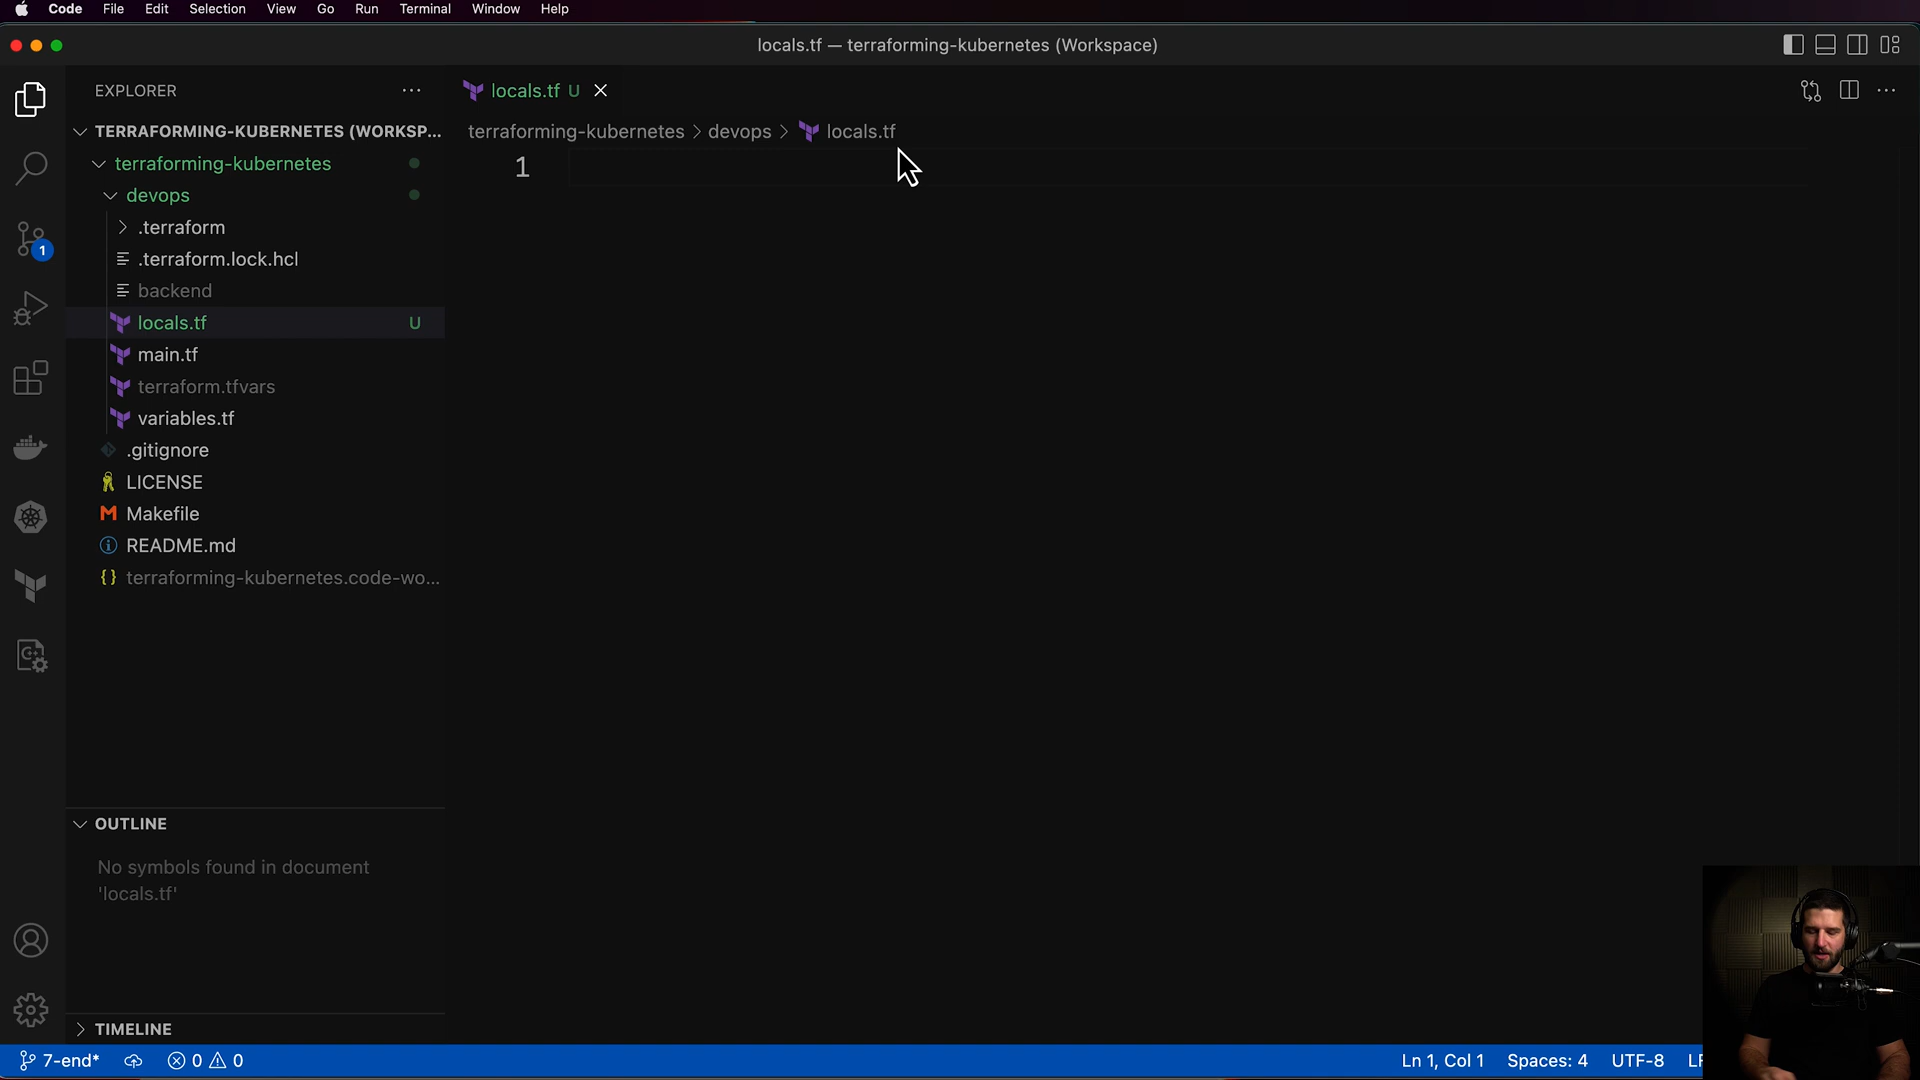 Code File Edit Selection View Go Run Terminal Window Help
locals.tf — terraforming-kubernetes (Workspace)
EXPLORER
locals.tf U
TERRAFORMING-KUBERNETES (WORKSP...
terraforming-kubernetes > devops > locals.tf
terraforming-kubernetes
1
devops
.terraform
1
.terraform.lock.hcl
backend
locals.tf U
main.tf
terraform.tfvars
variables.tf
.gitignore
LICENSE
M Makefile
README.md
{} terraforming-kubernetes.code-wo...
OUTLINE
No symbols found in document
'locals.tf'
TIMELINE
7-end* 0 0 Ln 1, Col 1 Spaces: 4 UTF-8